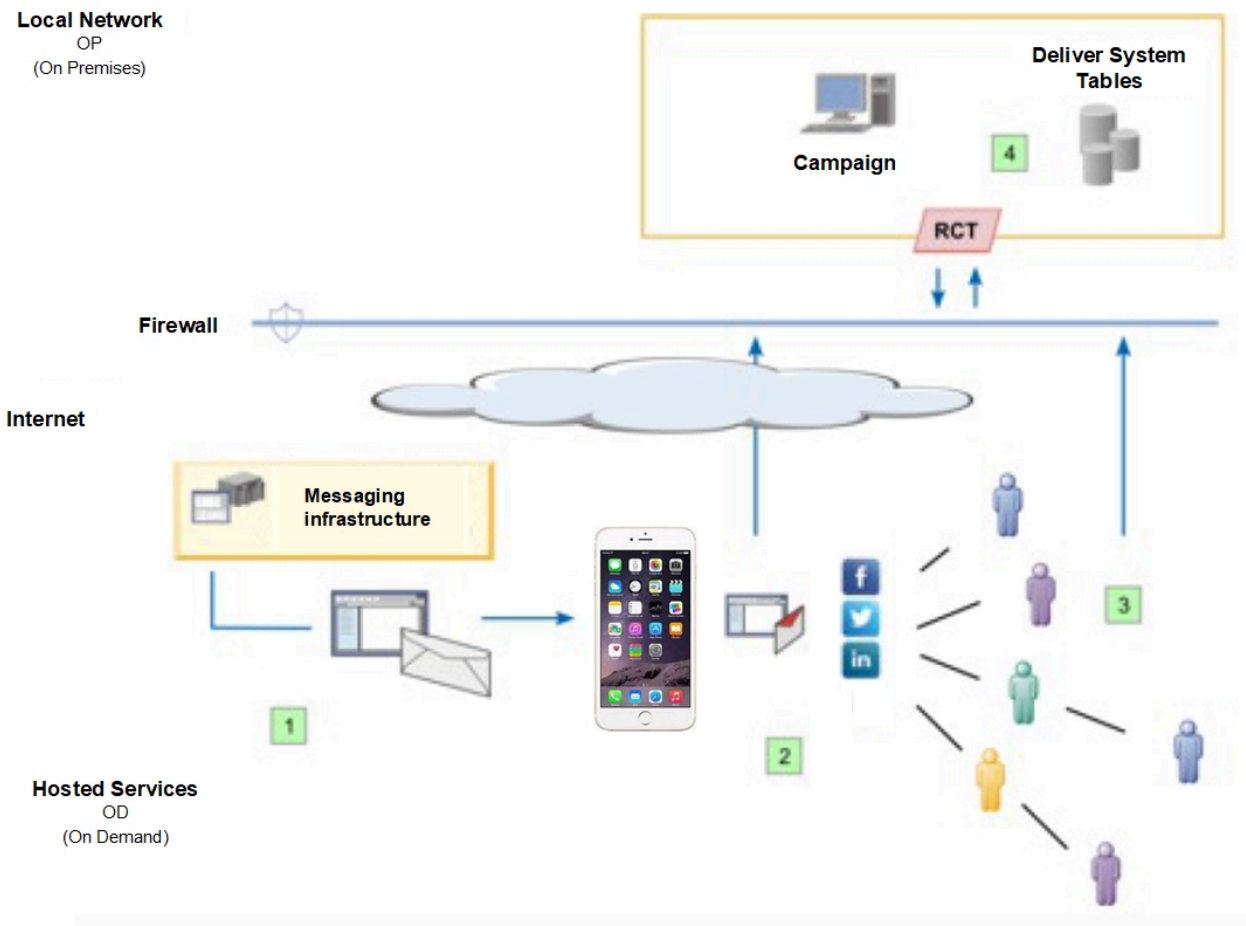 Local Network
OP
(On Premises)
Deliver System
Tables
Campaign
4
RCT
Firewall
Internet
Messaging
infrastructure
f
in
3
1
2
Hosted Services
OD
(On Demand)